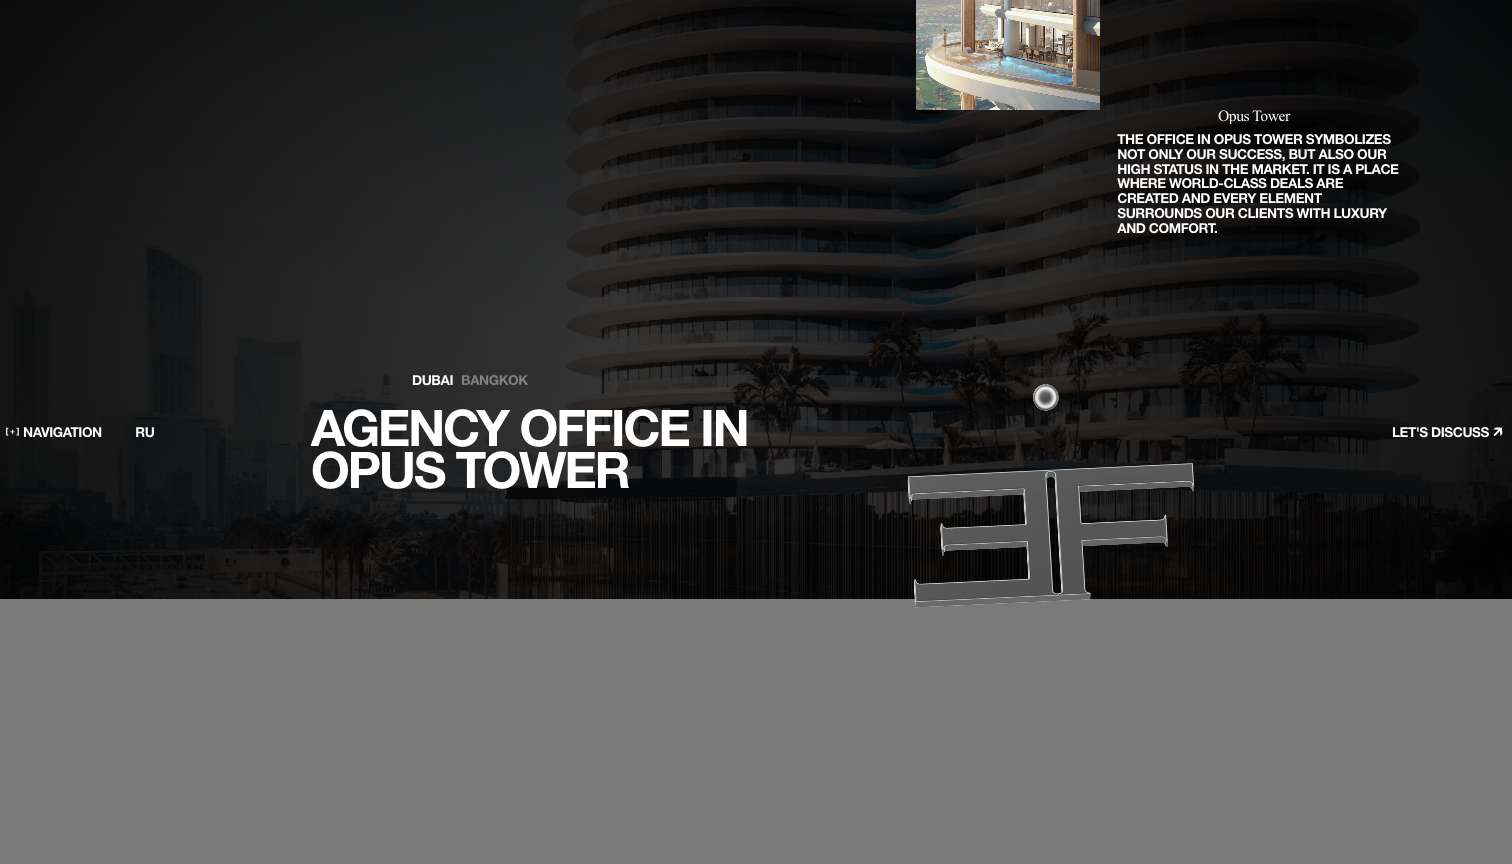 Opus Tower
THE OFFICE IN OPUS TOWER SYMBOLIZES
NOT ONLY OUR SUCCESS, BUT ALSO OUR
HIGH STATUS IN THE MARKET. IT IS A PLACE
WHERE WORLD-CLASS DEALS ARE
CREATED AND EVERY ELEMENT
SURROUNDS OUR CLIENTS WITH LUXURY
AND COMFORT.
DUBAI BANGKOK
AGENCY OFFICE IN
OPUS TOWER
[+] NAVIGATION
RU
LET'S DISCUSS ↗